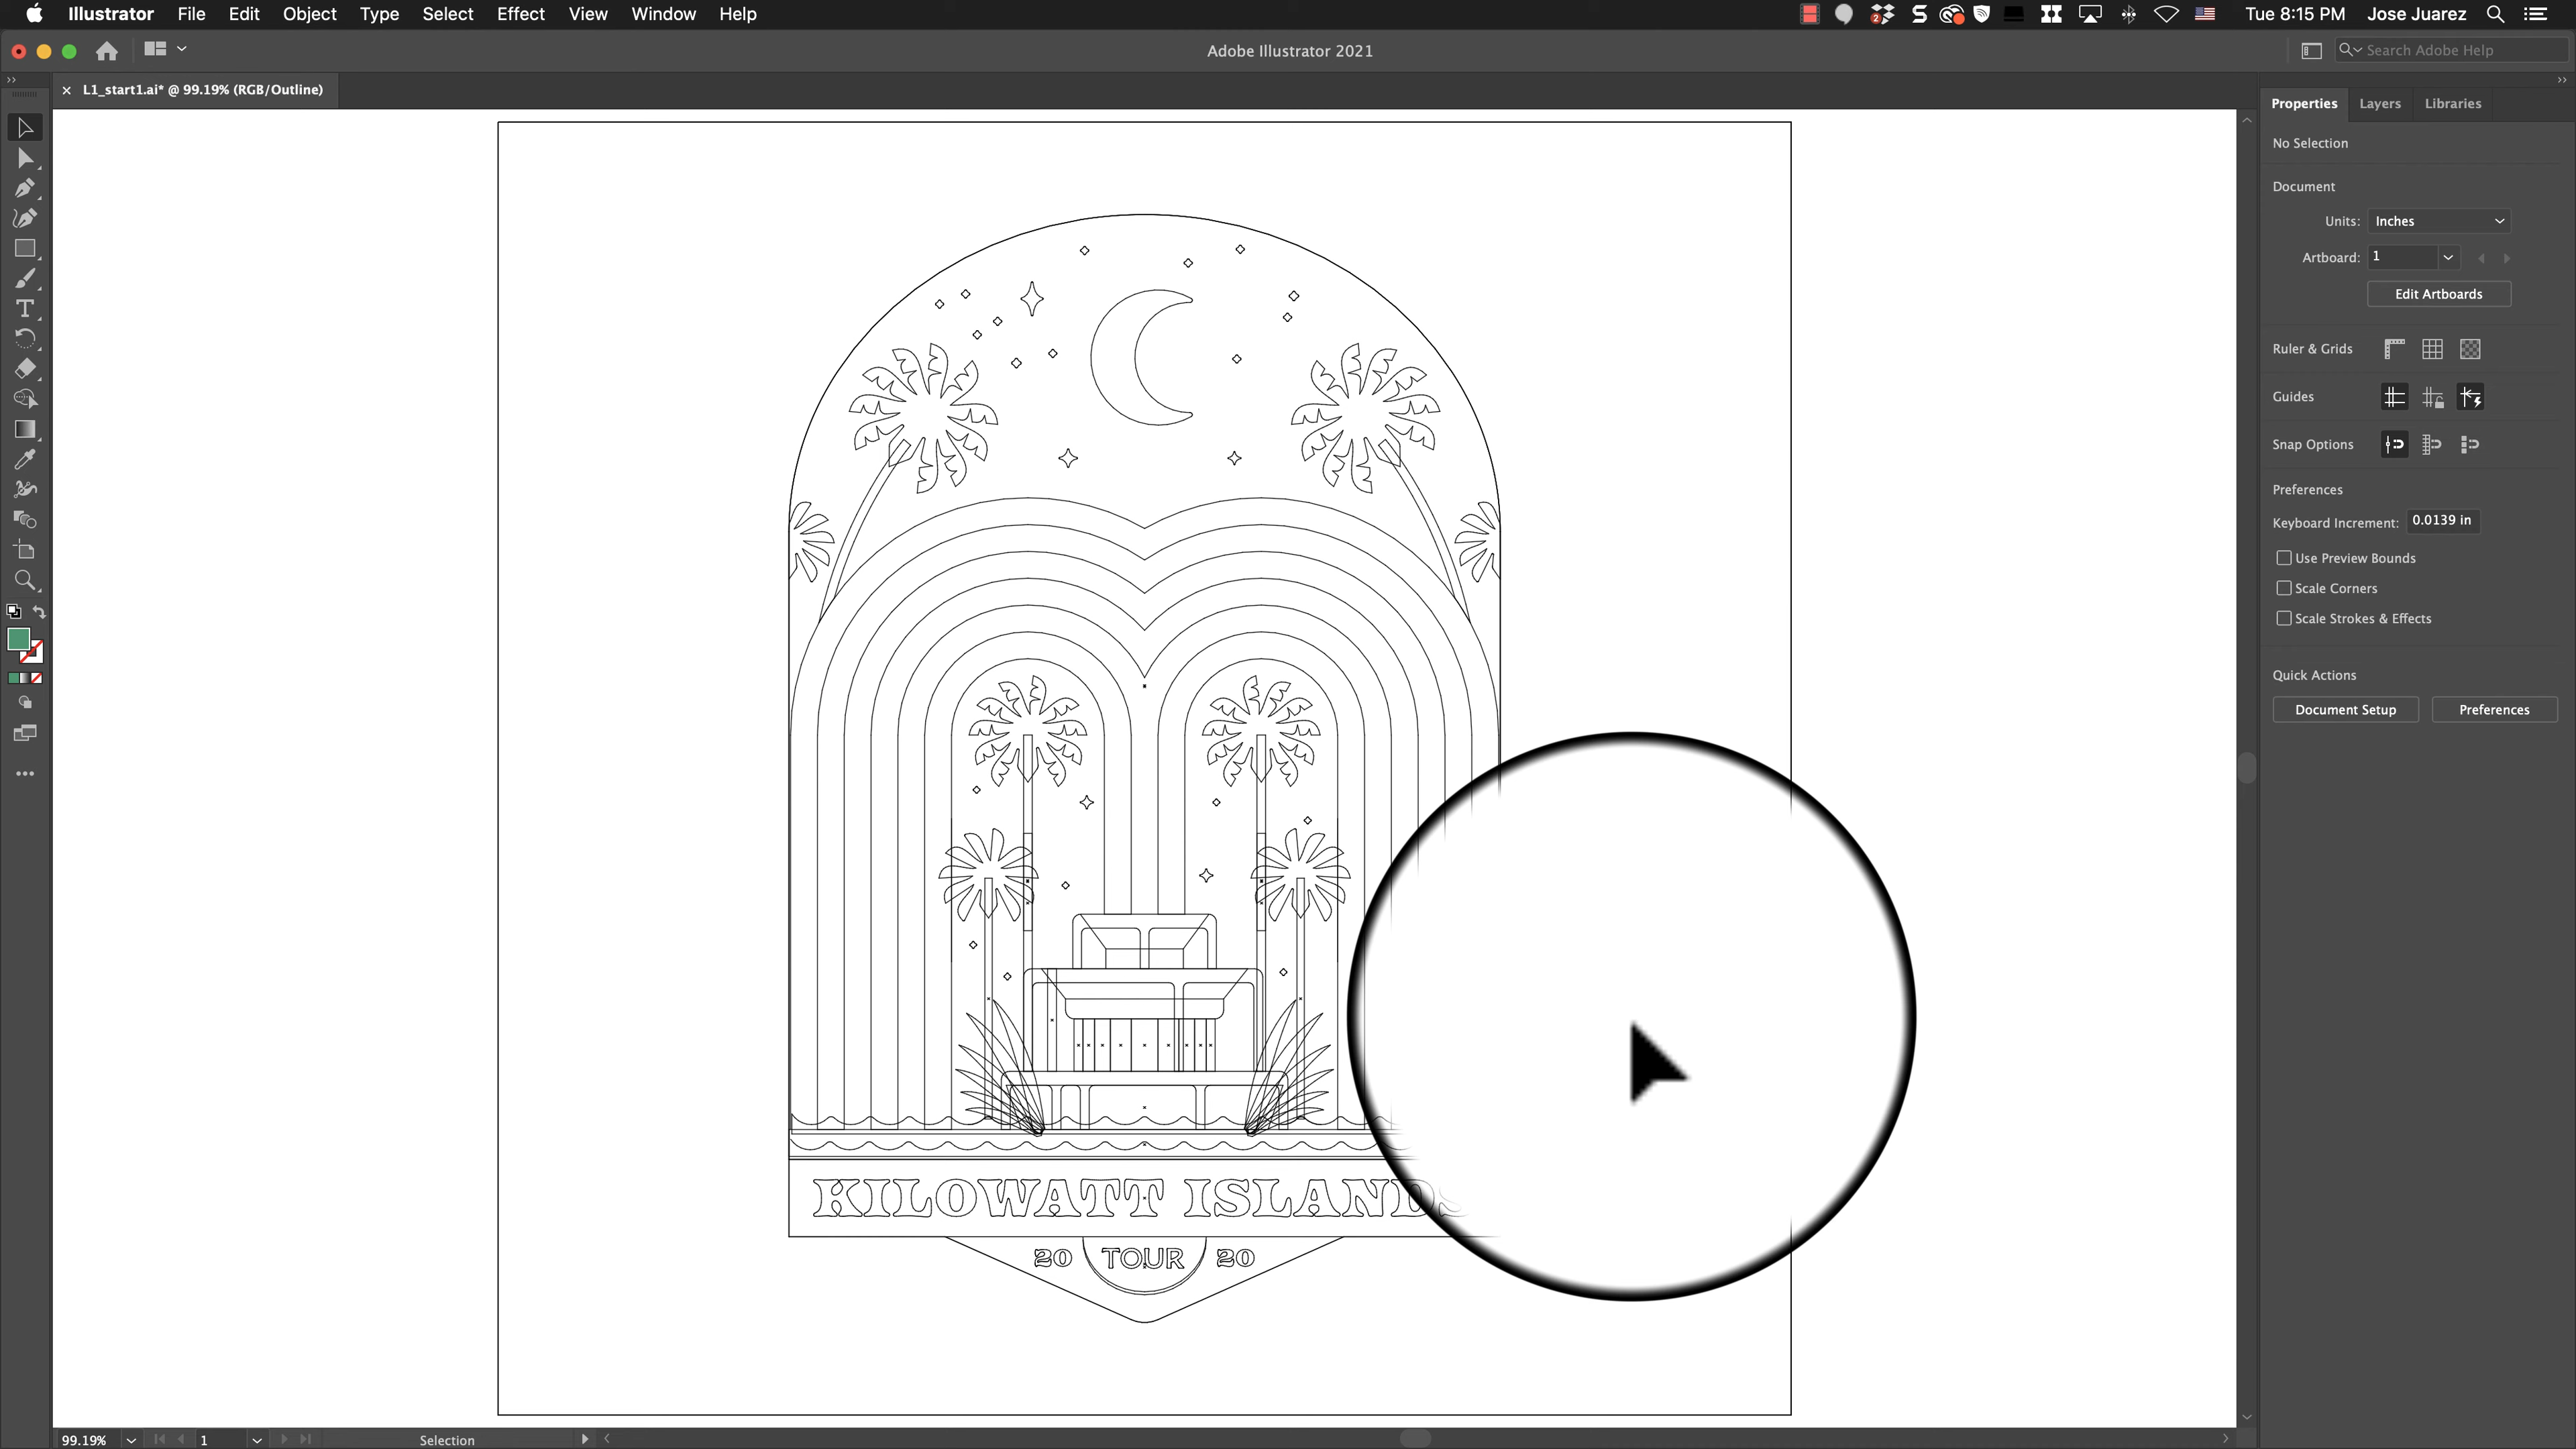 Illustrator File Edit Object Type Select Effect View Window Help
2
Tue 8:15 PM Jose Juarez
Adobe Illustrator 2021
Search Adobe Help
L1_start1.ai* @ 99.19% (RGB/Outline)
Properties Layers Libraries
No Selection
Document
Units: Inches
Artboard: 1
Edit Artboards
Ruler & Grids
Guides
Snap Options
Preferences
Keyboard Increment: 0.0139 in
Use Preview Bounds
Scale Corners
Scale Strokes & Effects
Quick Actions
Document Setup Preferences
KILOWATT ISLANDS
20 TOUR 20
99.19% 1 Selection